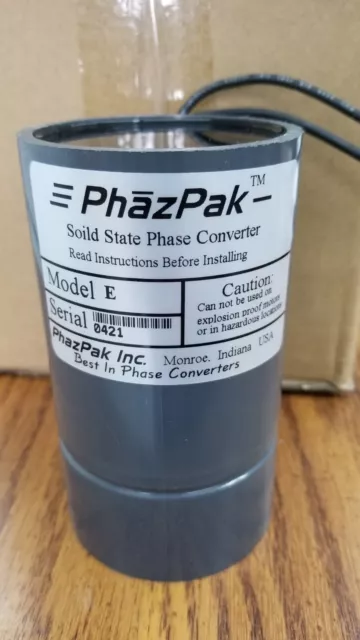 PhāzPak™
Soild State Phase Converter
Read Instructions Before Installing
Model E
Serial 0421
Caution:
Can not be used on
explosion proof motors
or in hazardous locations
PhazPak Inc. Monroe, Indiana USA
Best In Phase Converters